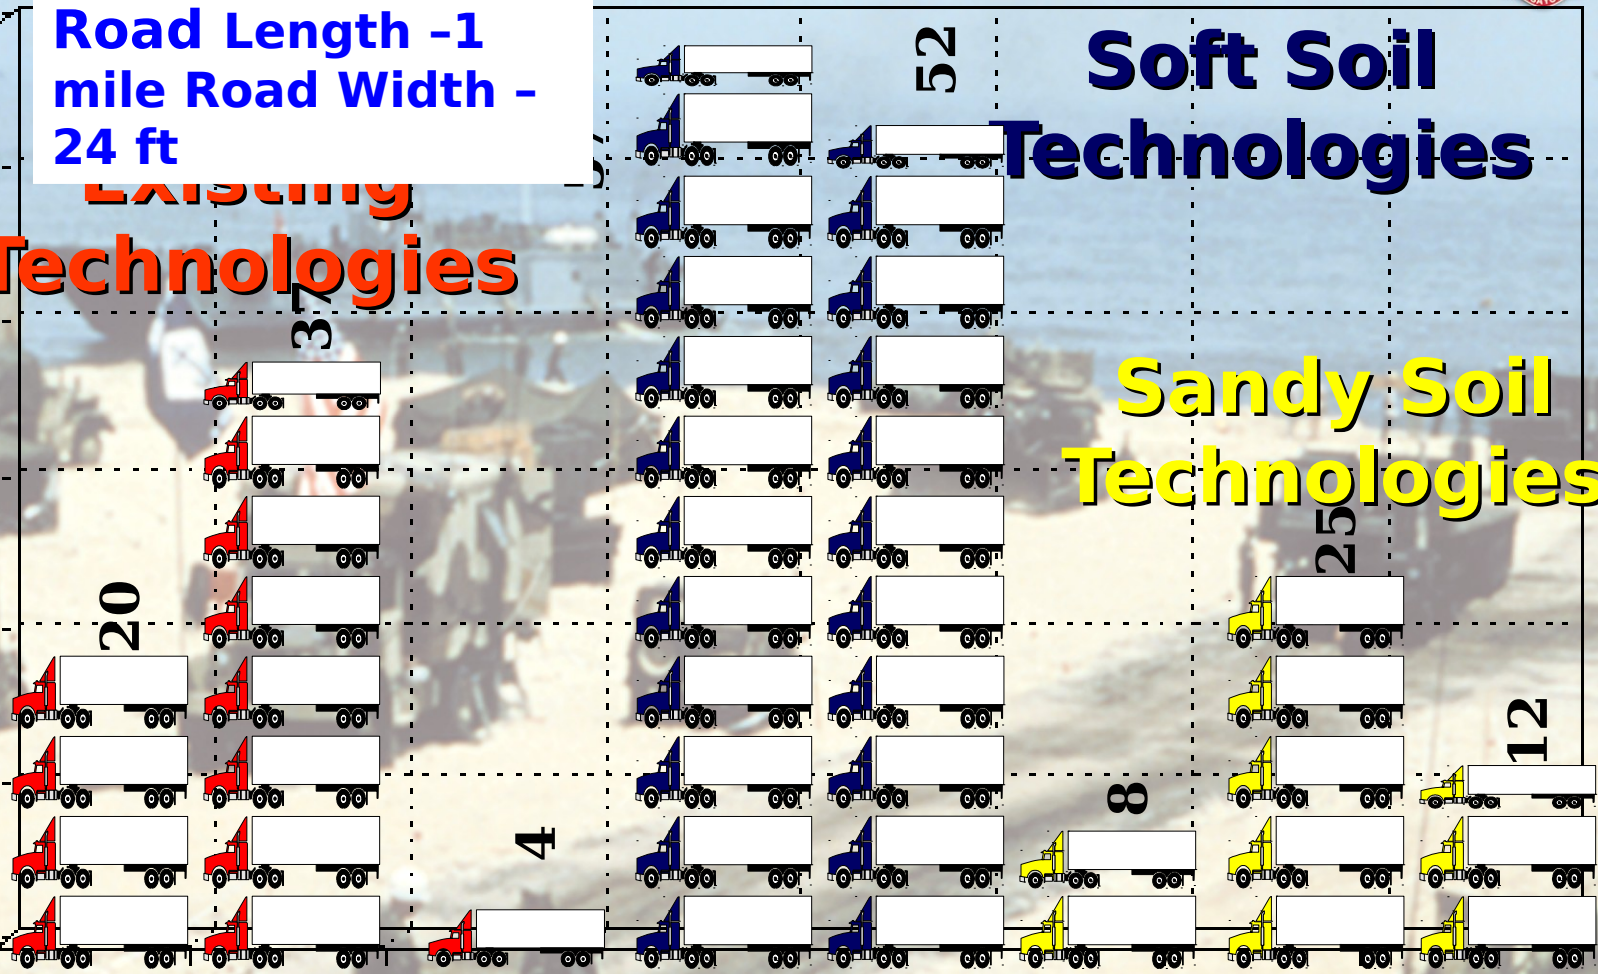 Road Length –1
mile Road Width –
24 ft
Existing
Technologies
Soft Soil
Technologies
Sandy Soil
Technologies
20
37
4
52
8
25
12